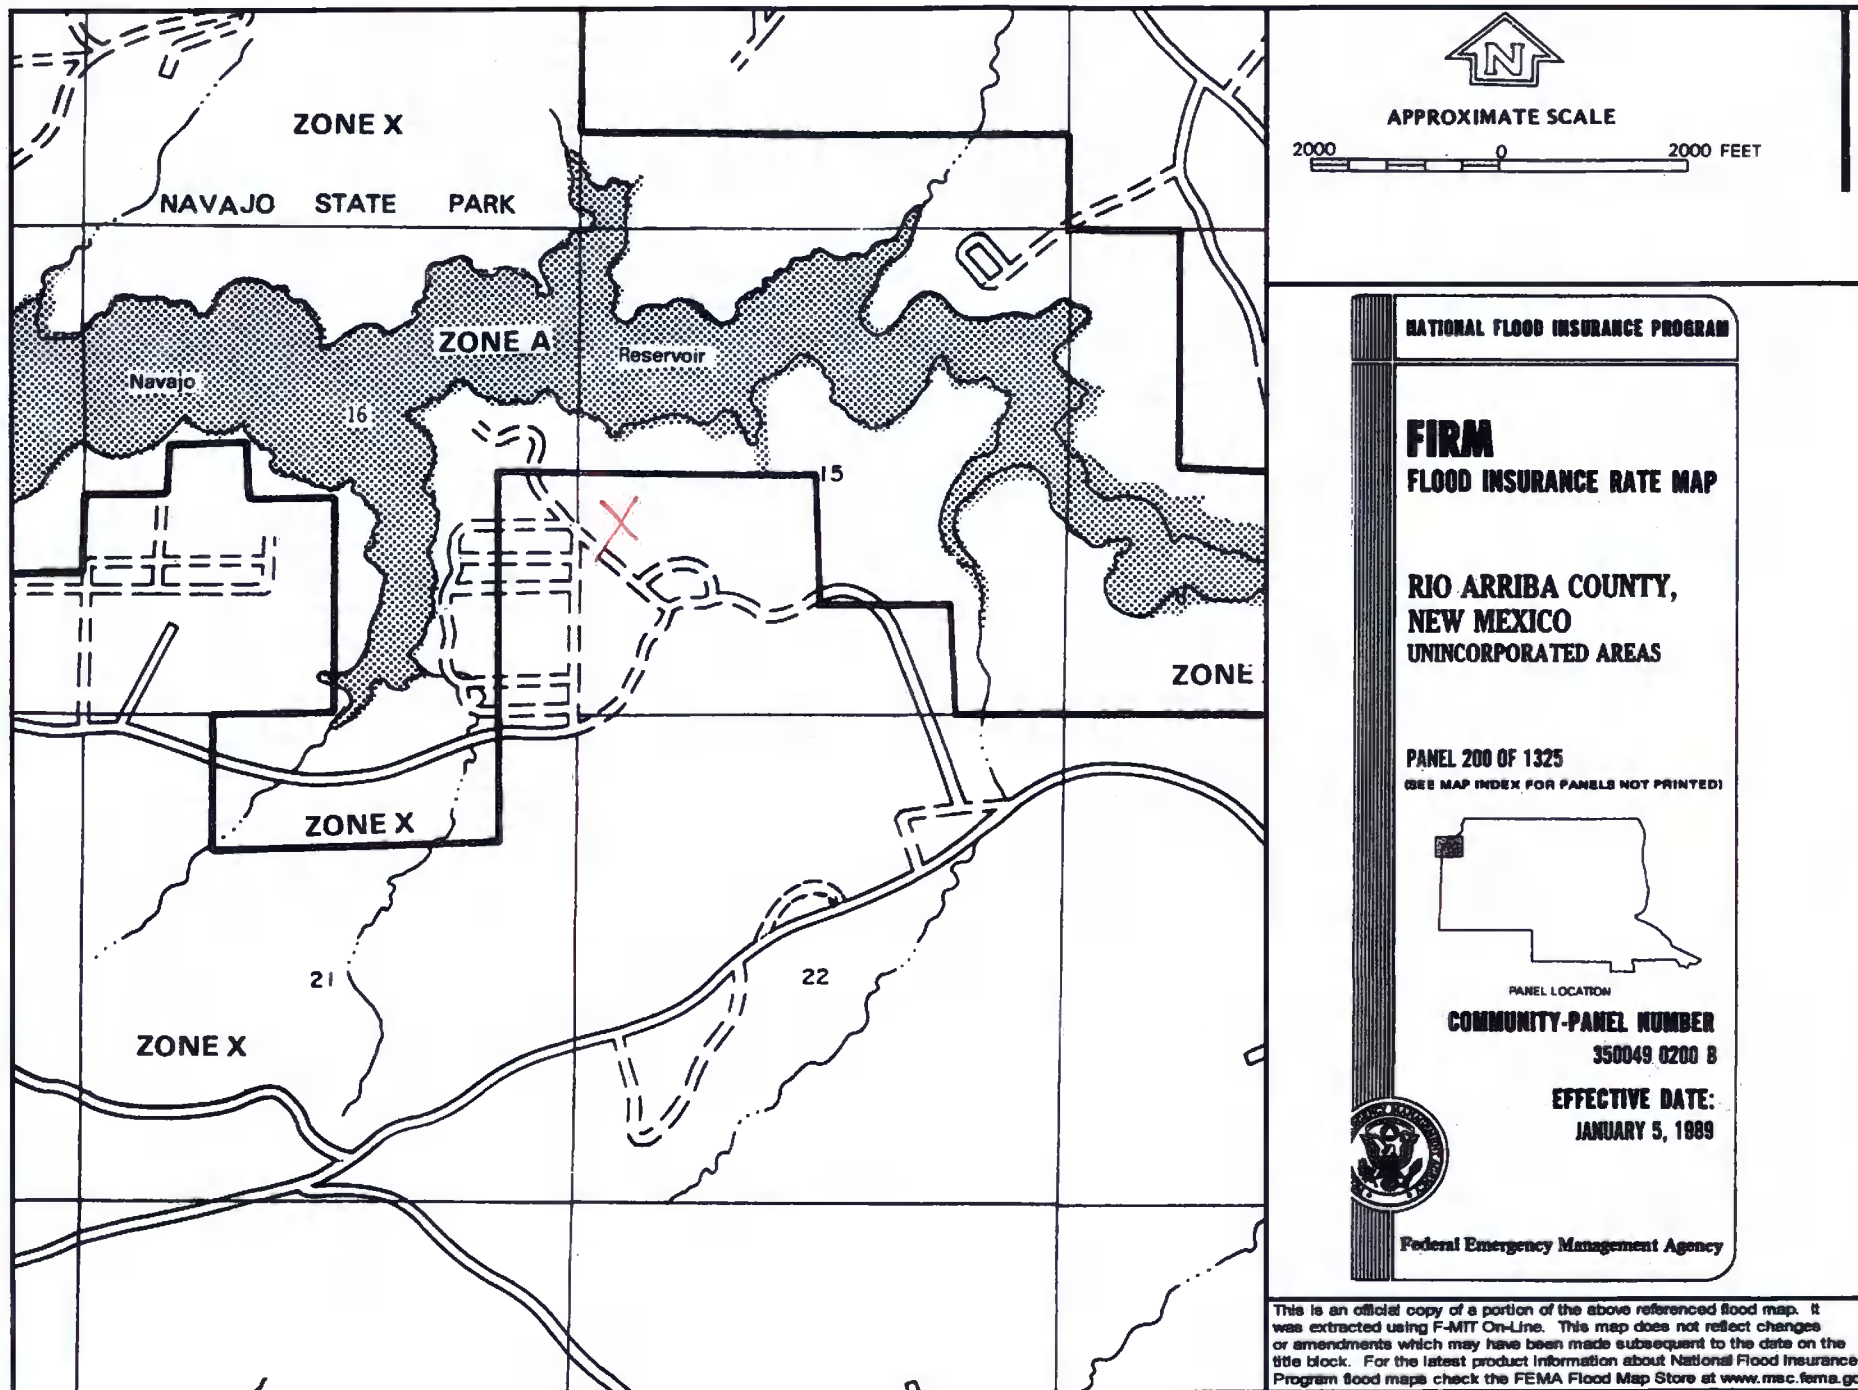 ZONE X
NAVAJO STATE PARK
ZONE A
Reservoir
Navajo
16
15
ZONE
ZONE X
21
22
ZONE X
N
APPROXIMATE SCALE
2000 0 2000 FEET
NATIONAL FLOOD INSURANCE PROGRAM
FIRM
FLOOD INSURANCE RATE MAP
RIO ARRIBA COUNTY,
NEW MEXICO
UNINCORPORATED AREAS
PANEL 200 OF 1325
(SEE MAP INDEX FOR PANELS NOT PRINTED)
PANEL LOCATION
COMMUNITY-PANEL NUMBER
350049 0200 B
EFFECTIVE DATE:
JANUARY 5, 1989
Federal Emergency Management Agency
This is an official copy of a portion of the above referenced flood map. It
was extracted using F-MIT On-Line. This map does not reflect changes
or amendments which may have been made subsequent to the date on the
title block. For the latest product information about National Flood Insurance
Program flood maps check the FEMA Flood Map Store at www.msc.fema.go